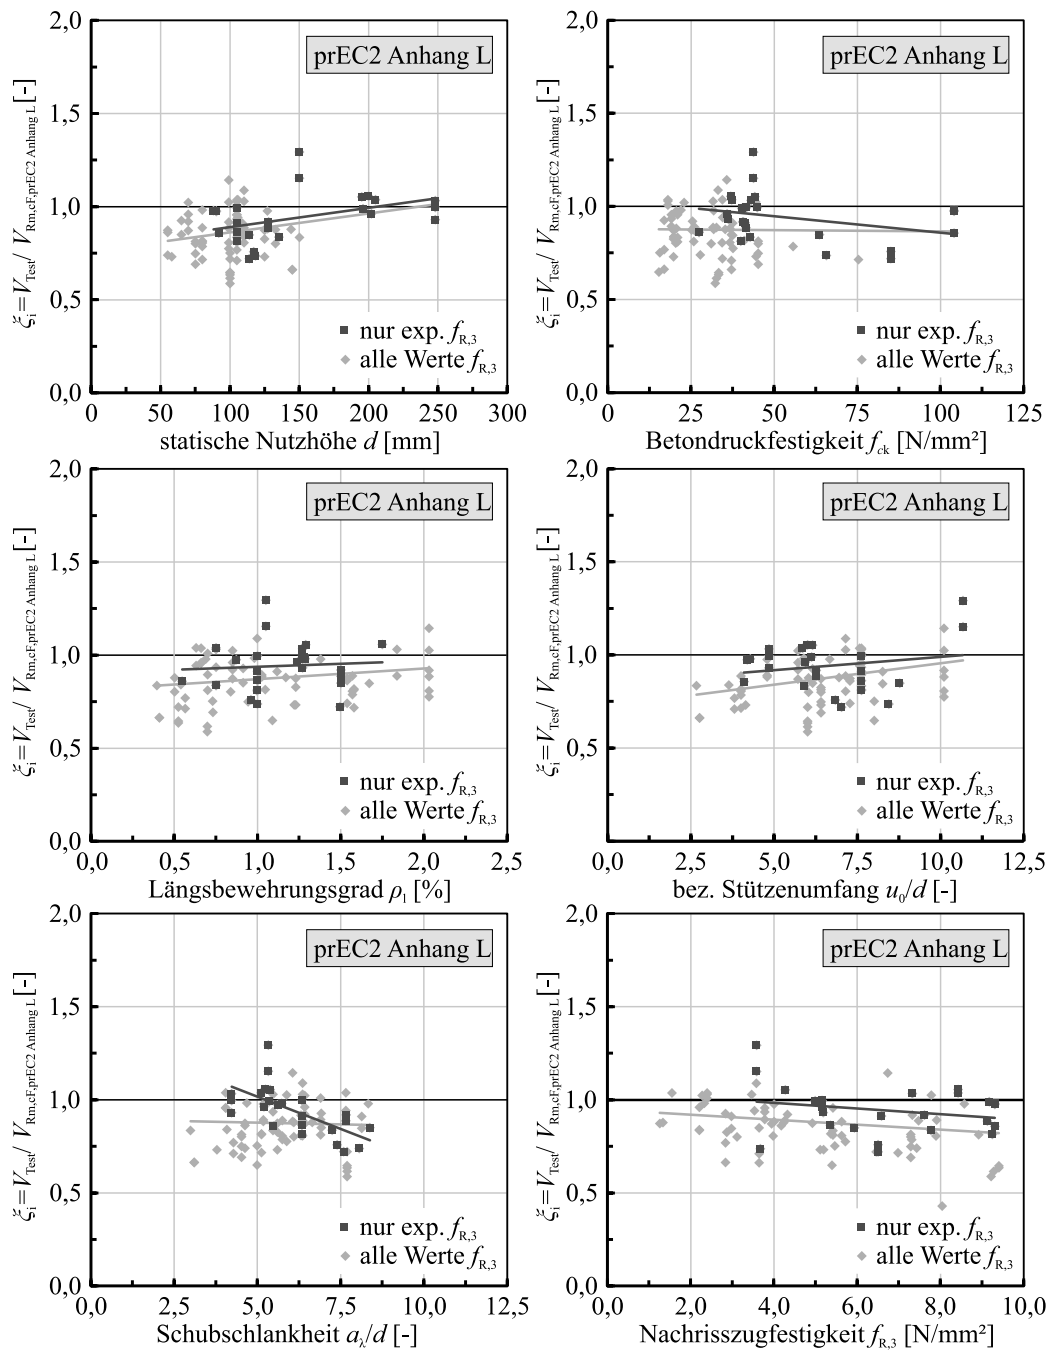 2,0
1,5
1,0
0,5
0,0
ξi = VTest/ VRm,cF,prEC2 Anhang L [-]
prEC2 Anhang L
nur exp. fR,3
alle Werte fR,3
0 50 100 150 200 250 300
statische Nutzhöhe d [mm]
2,0
1,5
1,0
0,5
0,0
ξi = VTest/ VRm,cF,prEC2 Anhang L [-]
prEC2 Anhang L
nur exp. fR,3
alle Werte fR,3
0 25 50 75 100 125
Betondruckfestigkeit fck [N/mm²]
2,0
1,5
1,0
0,5
0,0
ξi = VTest/ VRm,cF,prEC2 Anhang L [-]
prEC2 Anhang L
nur exp. fR,3
alle Werte fR,3
0,0 0,5 1,0 1,5 2,0 2,5
Längsbewehrungsgrad ρl [%]
2,0
1,5
1,0
0,5
0,0
ξi = VTest/ VRm,cF,prEC2 Anhang L [-]
prEC2 Anhang L
nur exp. fR,3
alle Werte fR,3
0,0 2,5 5,0 7,5 10,0 12,5
bez. Stützenumfang u0/d [-]
2,0
1,5
1,0
0,5
0,0
ξi = VTest/ VRm,cF,prEC2 Anhang L [-]
prEC2 Anhang L
nur exp. fR,3
alle Werte fR,3
0,0 2,5 5,0 7,5 10,0 12,5
Schubschlankheit aλ/d [-]
2,0
1,5
1,0
0,5
0,0
ξi = VTest/ VRm,cF,prEC2 Anhang L [-]
prEC2 Anhang L
nur exp. fR,3
alle Werte fR,3
0,0 2,0 4,0 6,0 8,0 10,0
Nachrisszugfestigkeit fR,3 [N/mm²]